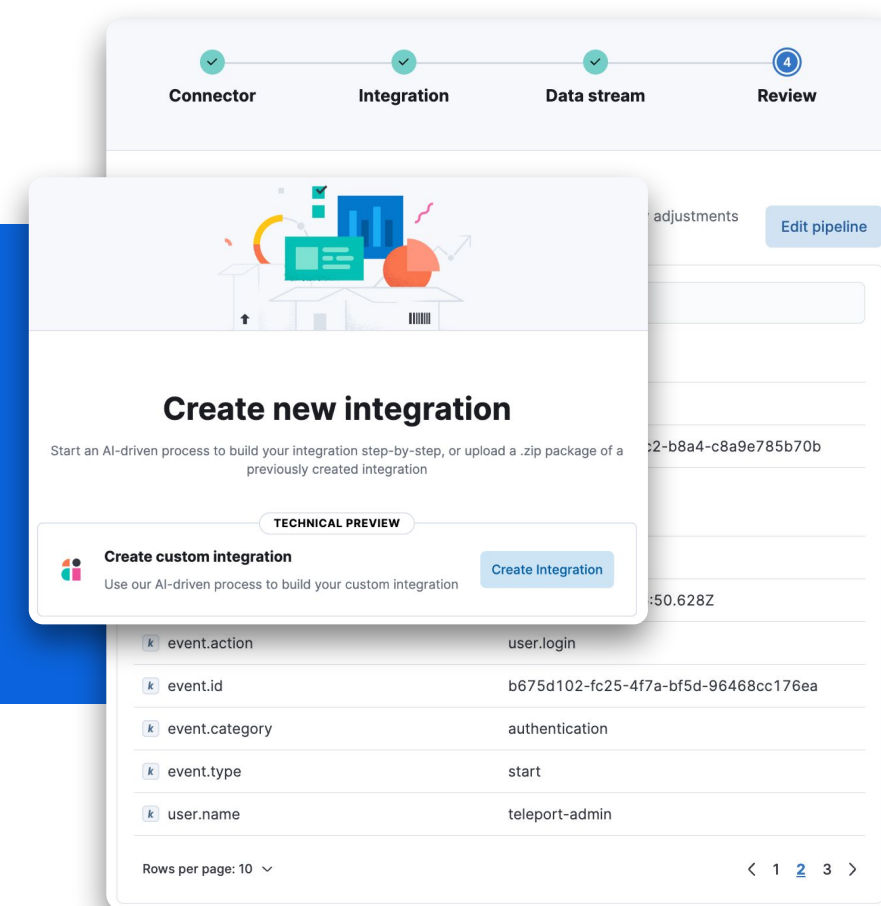 Connector
Integration
Data stream
4
Review
adjustments
Edit pipeline
Create new integration
Start an AI-driven process to build your integration step-by-step, or upload a .zip package of a
previously created integration
c2-b8a4-c8a9e785b70b
TECHNICAL PREVIEW
Create custom integration
Use our AI-driven process to build your custom integration
Create Integration
:50.628Z
k event.action user.login
k event.id b675d102-fc25-4f7a-bf5d-96468cc176ea
k event.category authentication
k event.type start
k user.name teleport-admin
Rows per page: 10
1 2 3